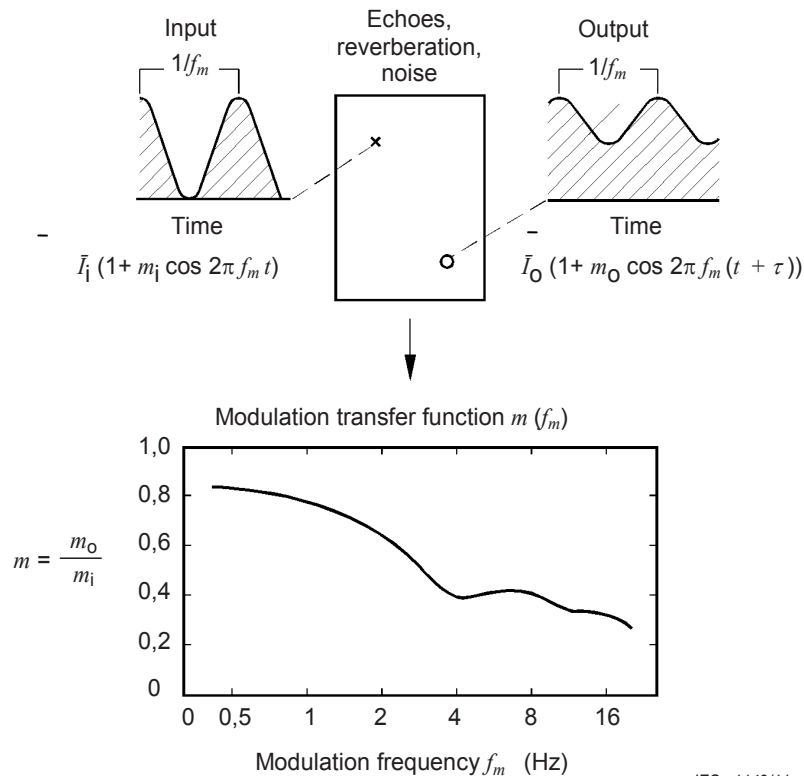 Input
Echoes, reverberation, noise
Output
1/fm
1/fm
Time
Time
Īi (1+ mi cos 2π fm t)
Īo (1+ mo cos 2π fm (t + τ))
Modulation transfer function m (fm)
m = mo / mi
1,0
0,8
0,6
0,4
0,2
0
0 0,5 1 2 4 8 16
Modulation frequency fm (Hz)